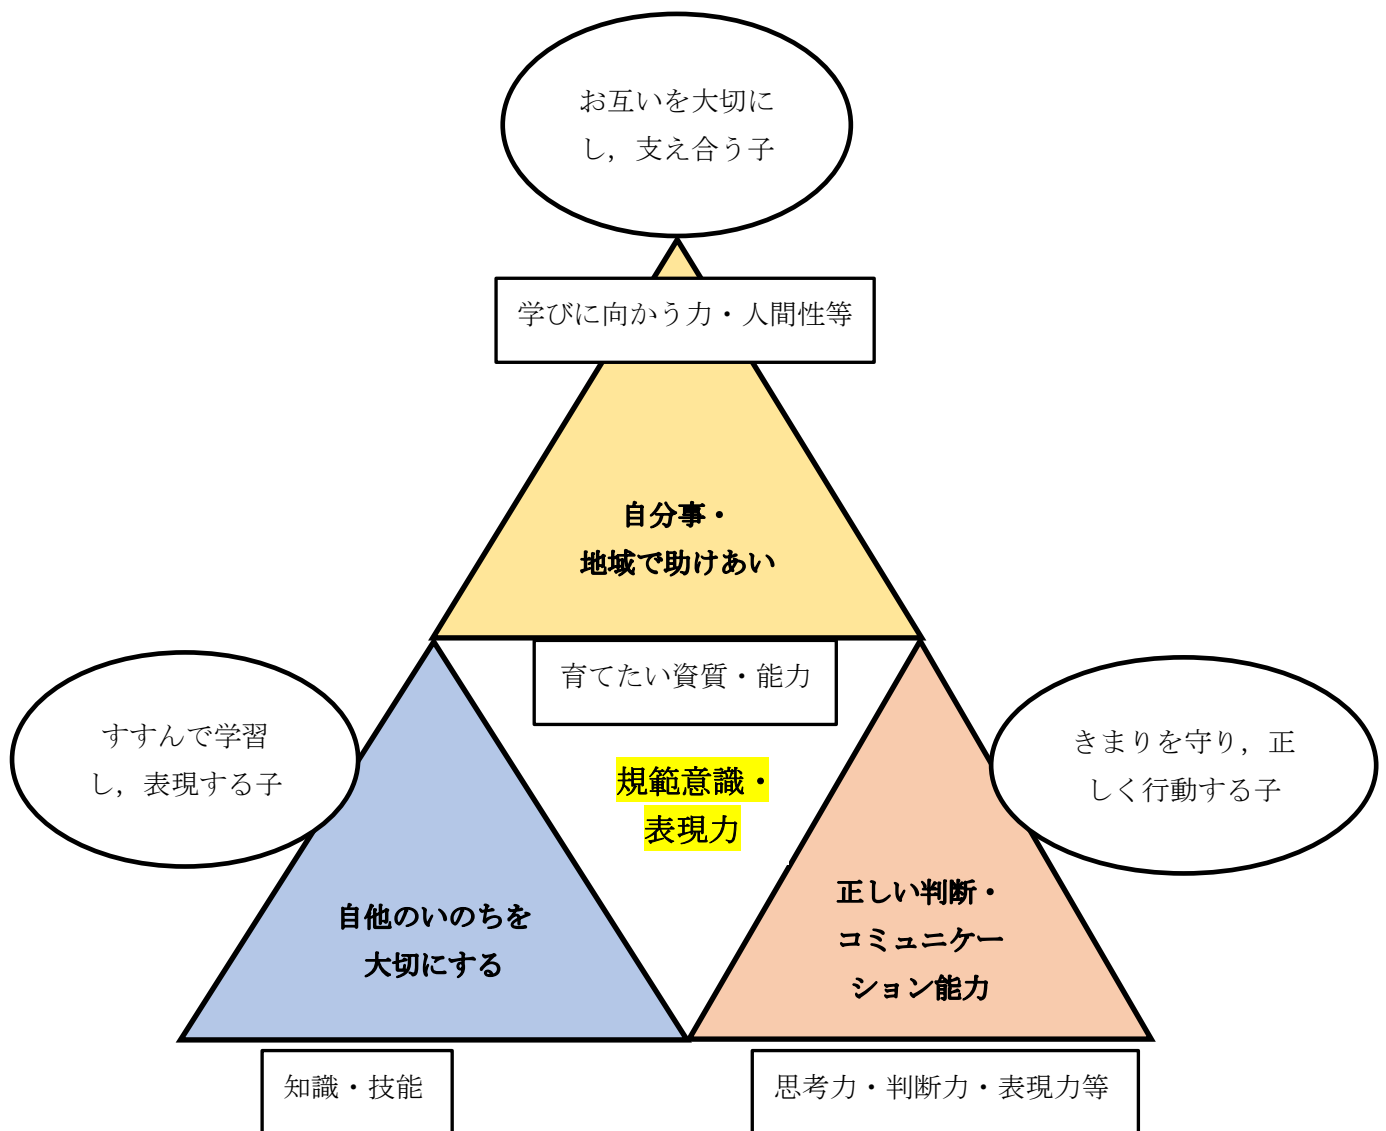 お互いを大切に
し，支え合う子
学びに向かう力・人間性等
自分事・
地域で助けあい
育てたい資質・能力
すすんで学習
し，表現する子
規範意識・
表現力
きまりを守り，正
しく行動する子
自他のいのちを
大切にする
正しい判断・
コミュニケー
ション能力
知識・技能
思考力・判断力・表現力等